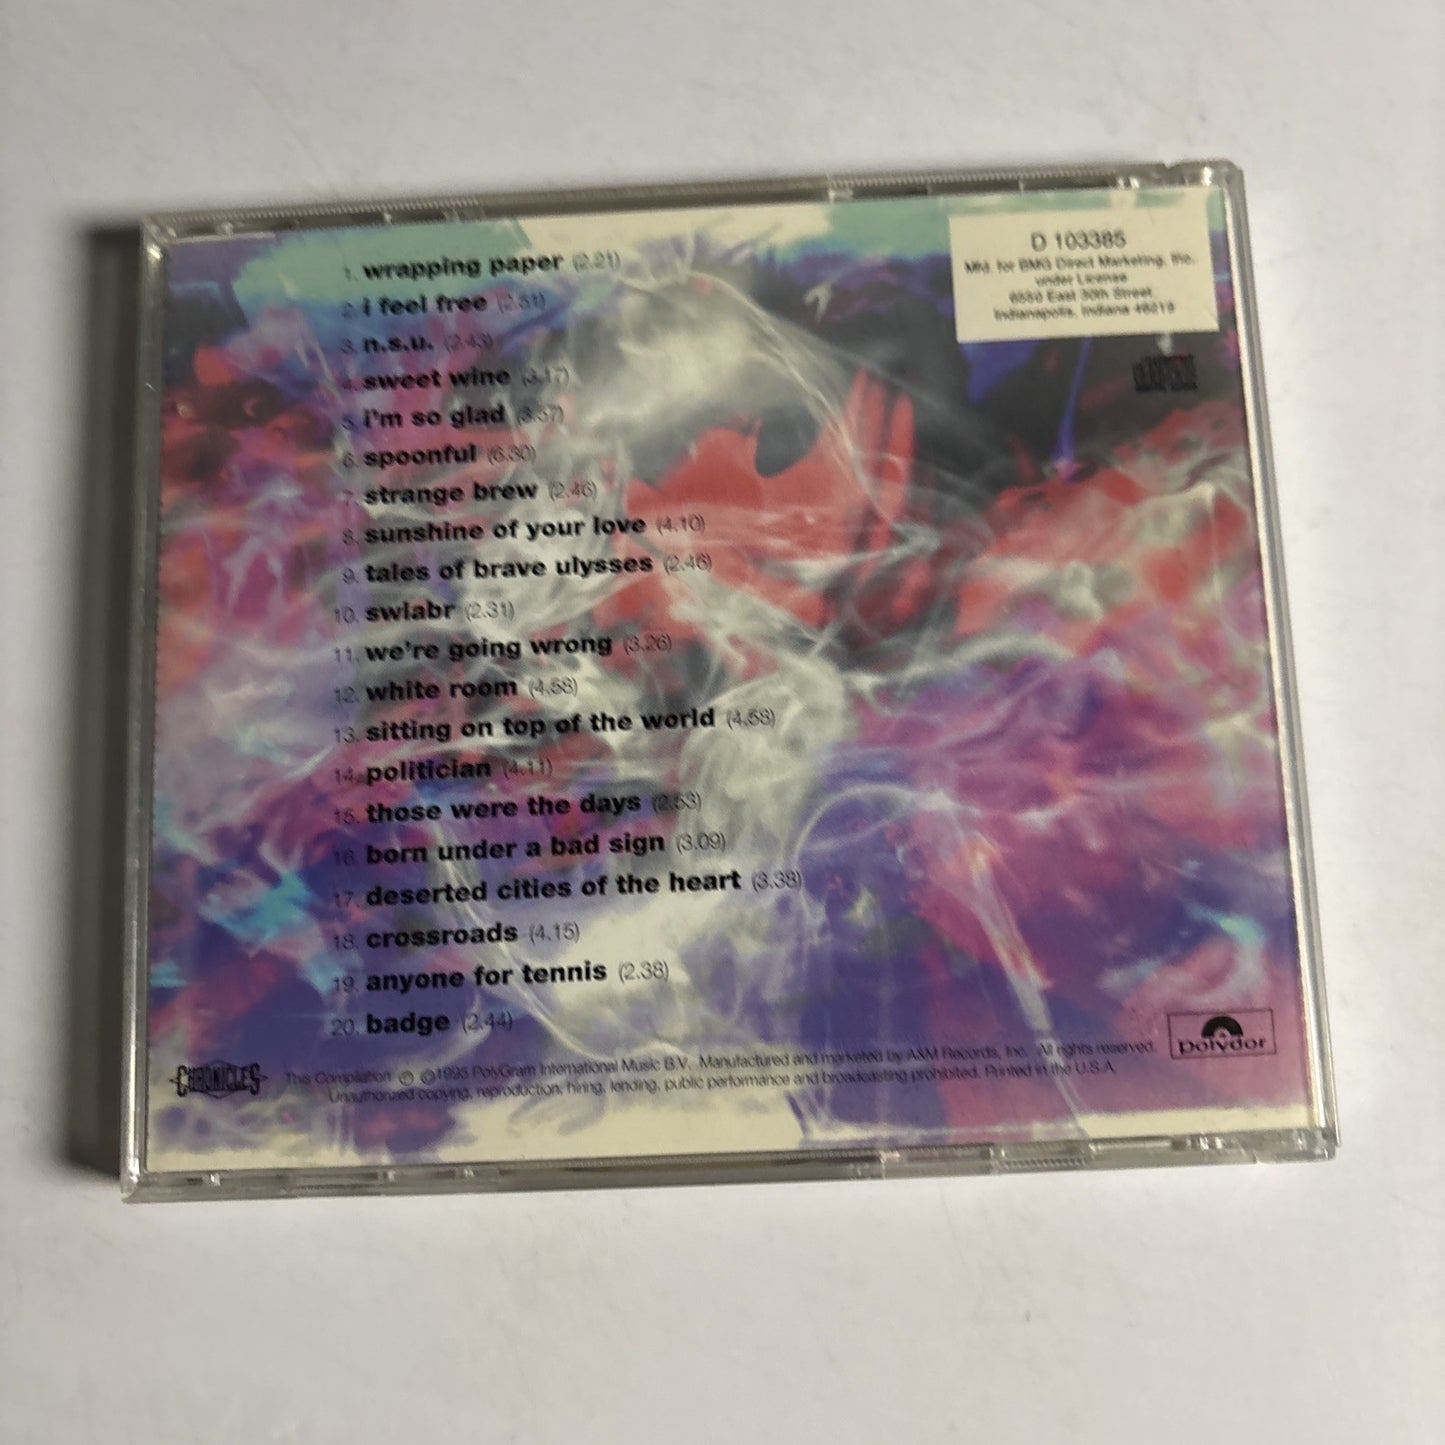 D 103385
Mfd. for BMG Direct Marketing, Inc.
under License
6550 East 30th Street,
Indianapolis, Indiana 46219
1. wrapping paper (2.21)
2. i feel free (2.51)
3. n.s.u. (2.43)
4. sweet wine (3.17)
5. i'm so glad (3.57)
6. spoonful (6.30)
7. strange brew (2.46)
8. sunshine of your love (4.10)
9. tales of brave ulysses (2.46)
10. swlabr (2.31)
11. we're going wrong (3.26)
12. white room (4.58)
13. sitting on top of the world (4.58)
14. politician (4.11)
15. those were the days (2.53)
16. born under a bad sign (3.09)
17. deserted cities of the heart (3.38)
18. crossroads (4.15)
19. anyone for tennis (2.38)
20. badge (2.44)
polydor
CHRONICLES
This Compilation ℗ ©1995 PolyGram International Music B.V. Manufactured and marketed by A&M Records, Inc. All rights reserved.
Unauthorized copying, reproduction, hiring, lending, public performance and broadcasting prohibited. Printed in the U.S.A.